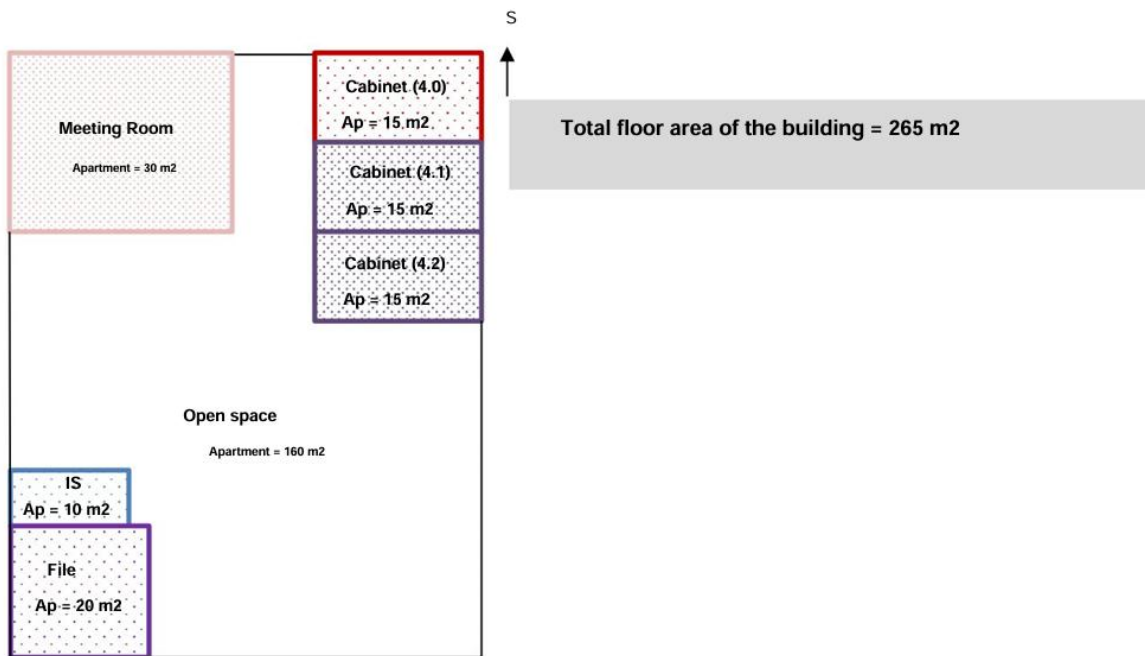 S
Total floor area of the building = 265 m2
Meeting Room
Apartment = 30 m2
Cabinet (4.0)
Ap = 15 m2
Cabinet (4.1)
Ap = 15 m2
Cabinet (4.2)
Ap = 15 m2
Open space
Apartment = 160 m2
IS
Ap = 10 m2
File
Ap = 20 m2